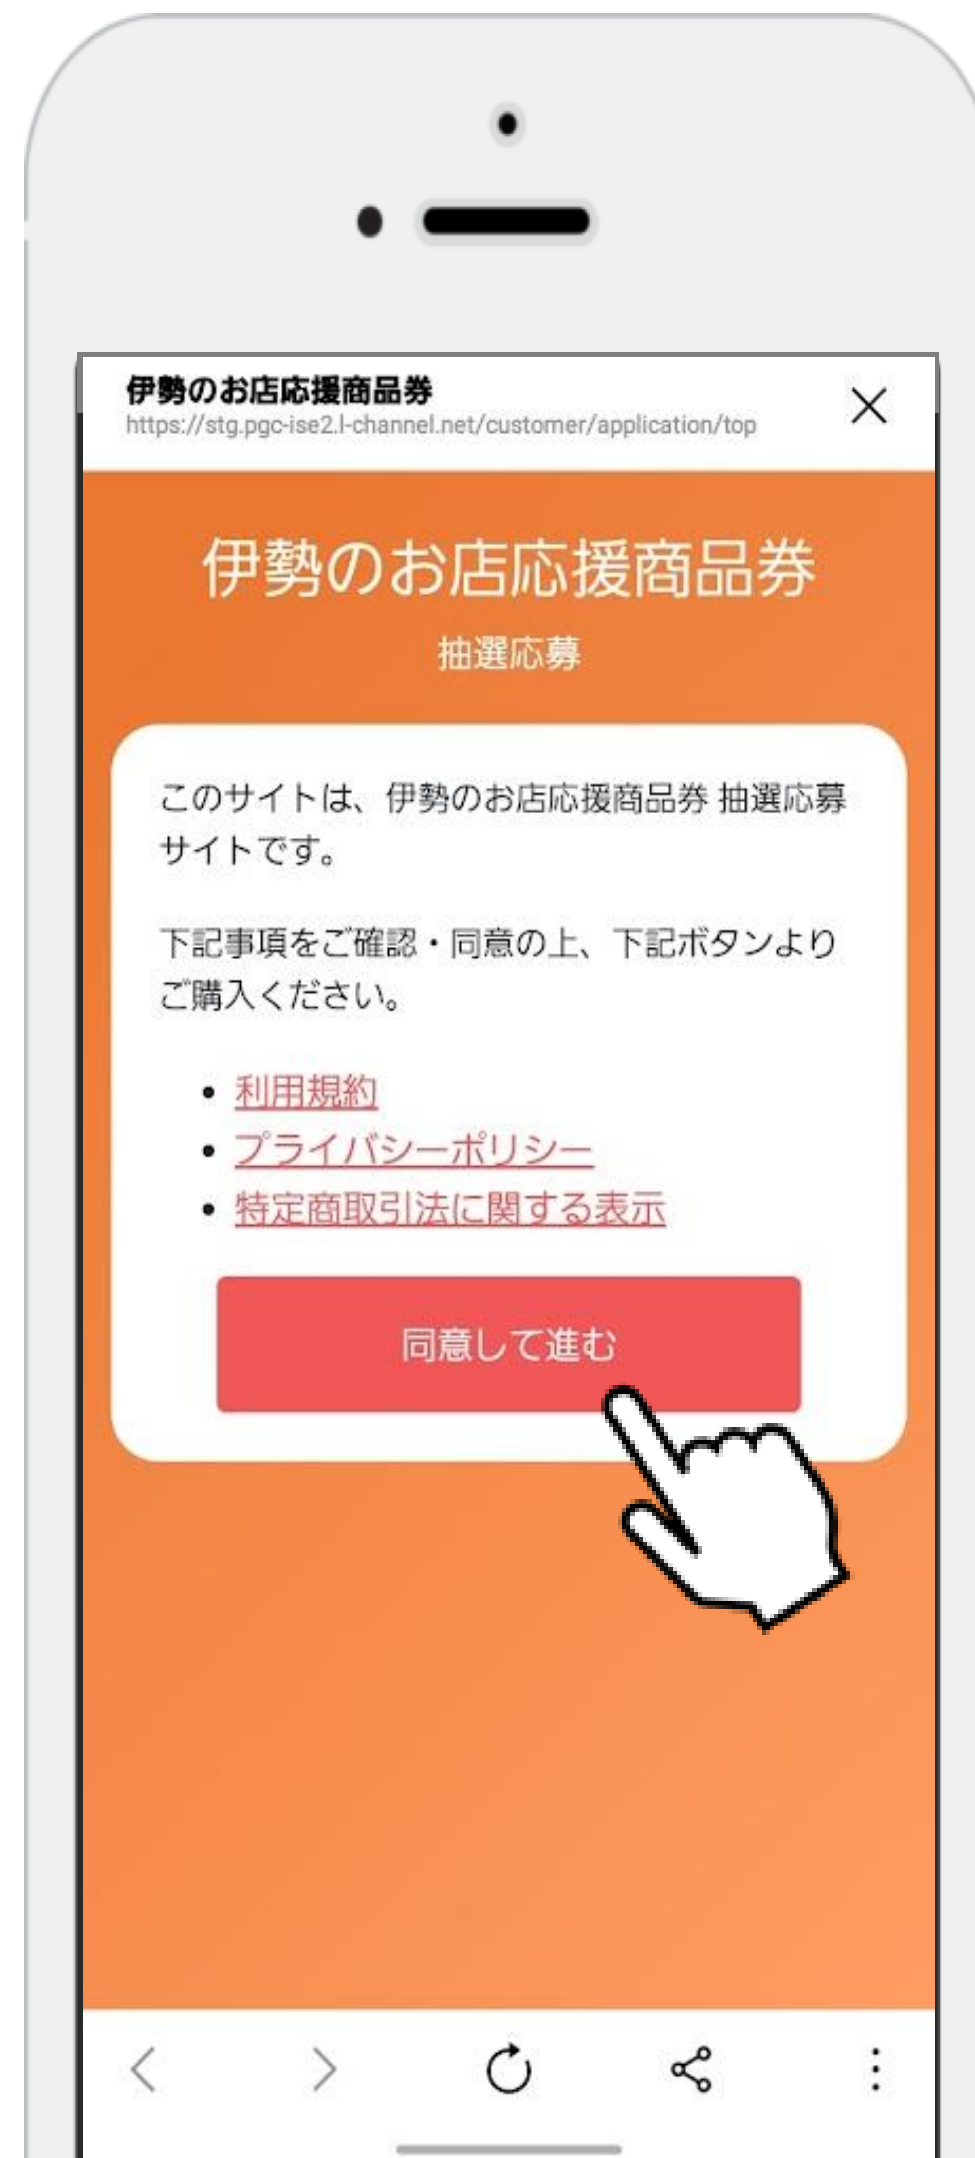 伊勢のお店応援商品券
https://stg.pgc-ise2.l-channel.net/customer/application/top
伊勢のお店応援商品券
抽選応募
このサイトは、伊勢のお店応援商品券 抽選応募
サイトです。
下記事項をご確認・同意の上、下記ボタンより
ご購入ください。
• 利用規約
• プライバシーポリシー
• 特定商取引法に関する表示
同意して進む